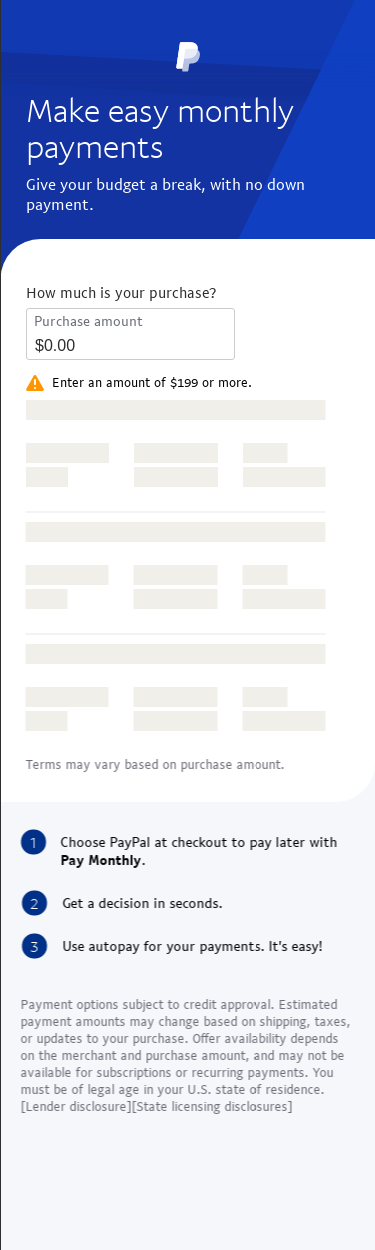 Make easy monthly
payments
Give your budget a break, with no down
payment.
How much is your purchase?
Purchase amount
$0.00
Enter an amount of $199 or more.
Terms may vary based on purchase amount.
1 Choose PayPal at checkout to pay later with
Pay Monthly.
2 Get a decision in seconds.
3 Use autopay for your payments. It's easy!
Payment options subject to credit approval. Estimated
payment amounts may change based on shipping, taxes,
or updates to your purchase. Offer availability depends
on the merchant and purchase amount, and may not be
available for subscriptions or recurring payments. You
must be of legal age in your U.S. state of residence.
[Lender disclosure][State licensing disclosures]